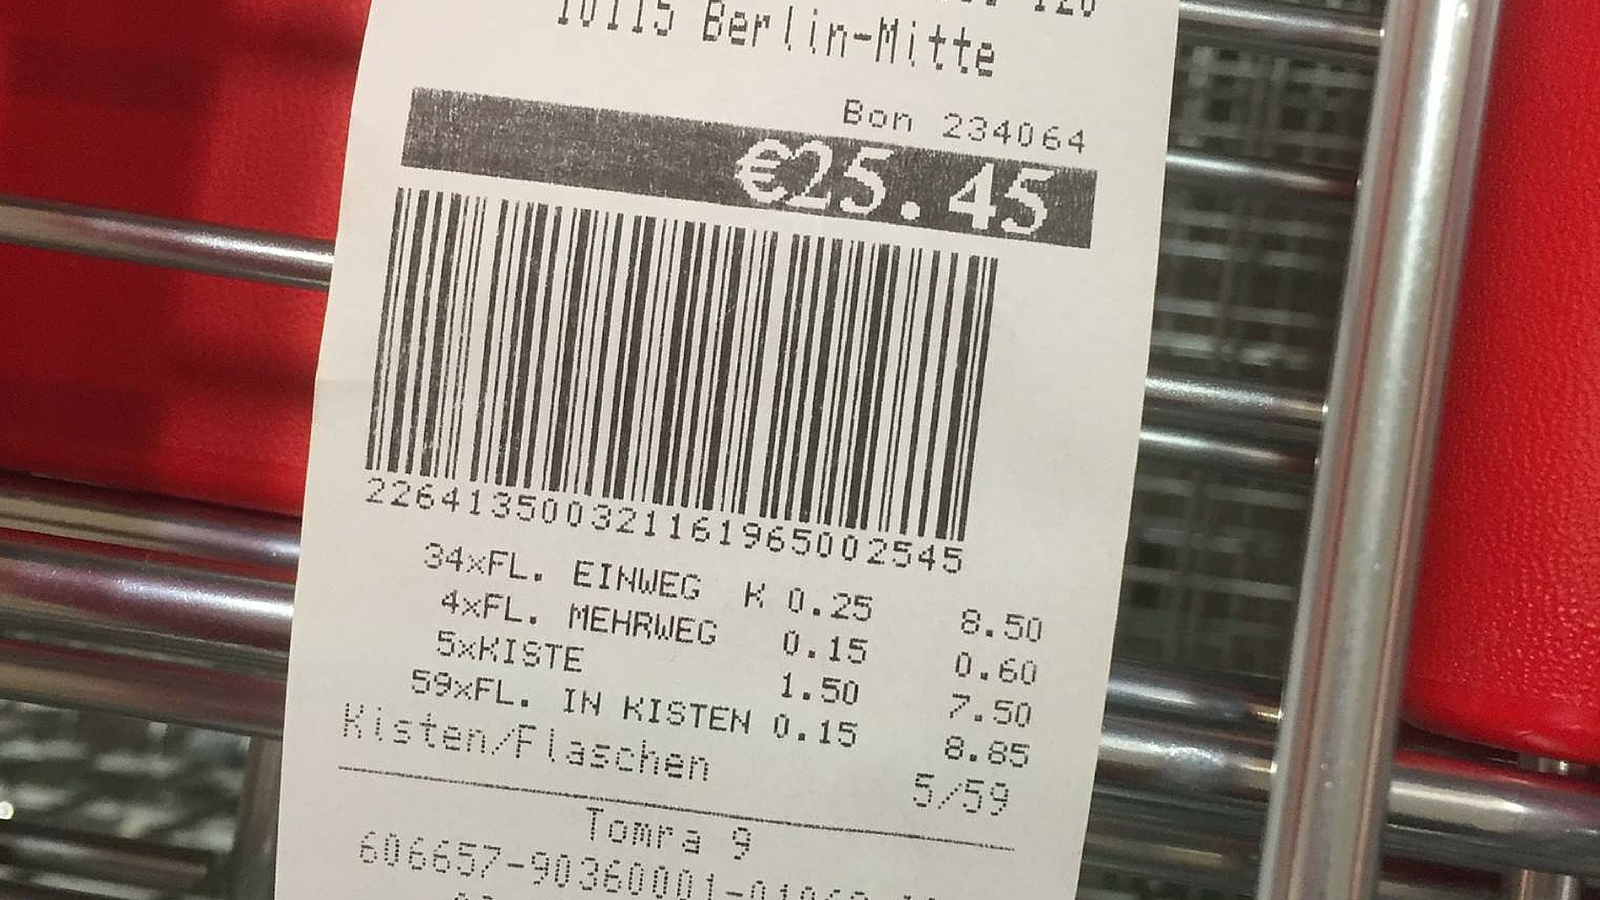 10115 Berlin-Mitte
Bon 234064
€25.45
226413500321161965002545
34xFL. EINWEG K 0.25 8.50
4xFL. MEHRWEG 0.15 0.60
5xKISTE 1.50 7.50
59xFL. IN KISTEN 0.15 8.85
Kisten/Flaschen 5/59
Tomra 9